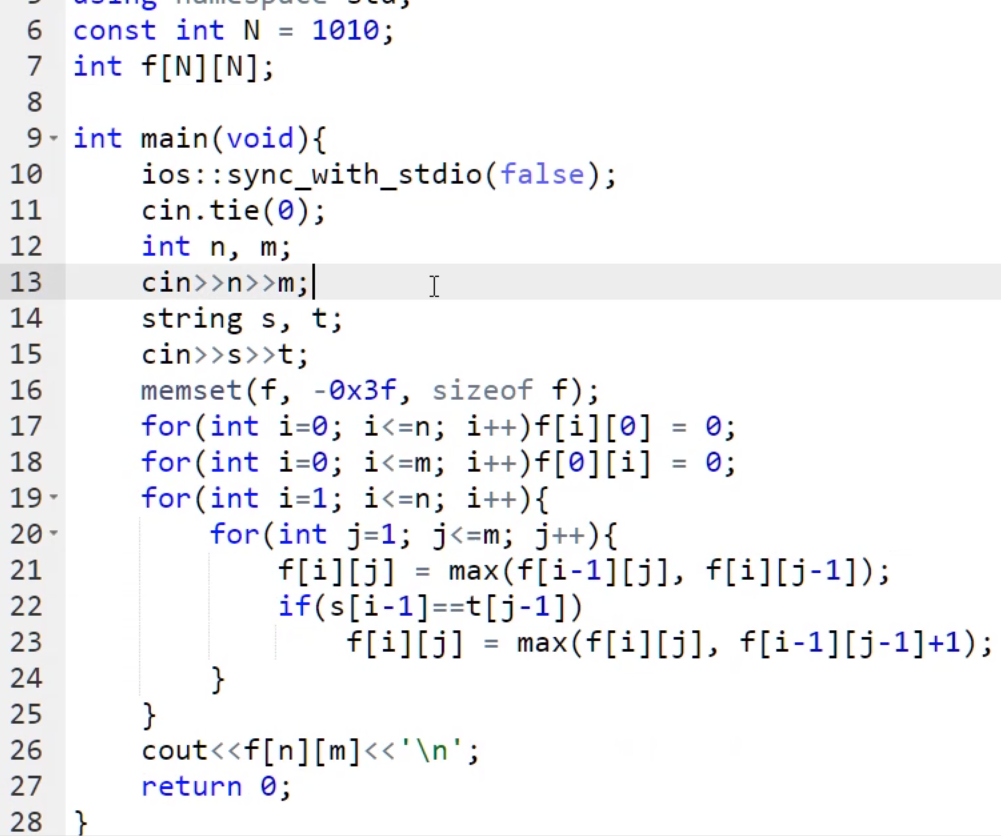 5 using namespace std;
6 const int N = 1010;
7 int f[N][N];
8
9 int main(void){
10     ios::sync_with_stdio(false);
11     cin.tie(0);
12     int n, m;
13     cin>>n>>m;
14     string s, t;
15     cin>>s>>t;
16     memset(f, -0x3f, sizeof f);
17     for(int i=0; i<=n; i++)f[i][0] = 0;
18     for(int i=0; i<=m; i++)f[0][i] = 0;
19     for(int i=1; i<=n; i++){
20         for(int j=1; j<=m; j++){
21             f[i][j] = max(f[i-1][j], f[i][j-1]);
22             if(s[i-1]==t[j-1])
23                 f[i][j] = max(f[i][j], f[i-1][j-1]+1);
24         }
25     }
26     cout<<f[n][m]<<'\n';
27     return 0;
28 }